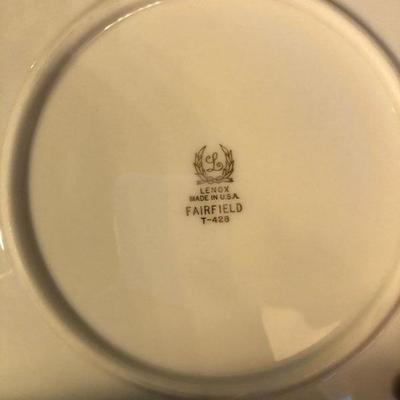 L
LENOX
MADE IN U.S.A.
FAIRFIELD
T-428